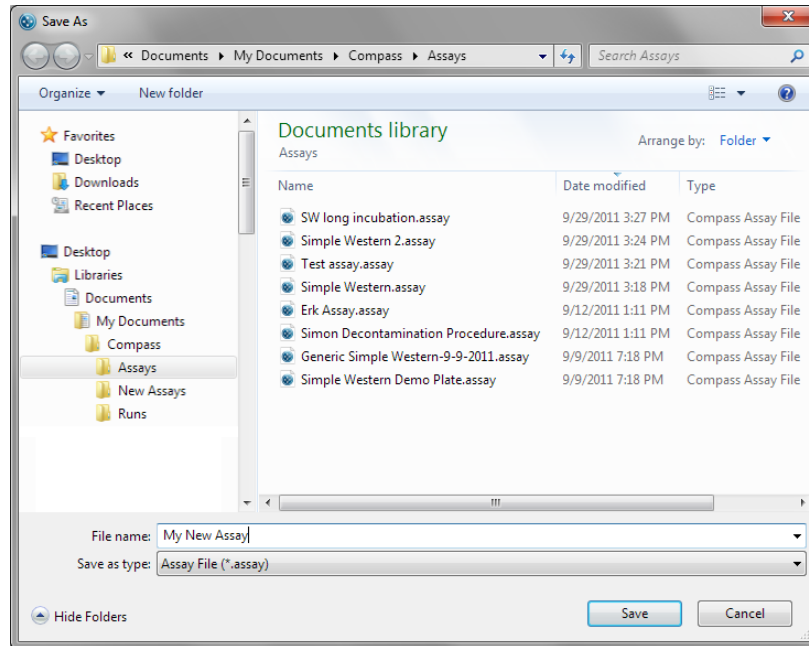 Save As
« Documents ▸ My Documents ▸ Compass ▸ Assays
Search Assays
Organize
New folder
Favorites
Desktop
Downloads
Recent Places
Desktop
Libraries
Documents
My Documents
Compass
Assays
New Assays
Runs
Documents library
Assays
Arrange by: Folder
Name Date modified Type
SW long incubation.assay 9/29/2011 3:27 PM Compass Assay File
Simple Western 2.assay 9/29/2011 3:24 PM Compass Assay File
Test assay.assay 9/29/2011 3:21 PM Compass Assay File
Simple Western.assay 9/29/2011 3:18 PM Compass Assay File
Erk Assay.assay 9/12/2011 1:11 PM Compass Assay File
Simon Decontamination Procedure.assay 9/12/2011 1:11 PM Compass Assay File
Generic Simple Western-9-9-2011.assay 9/9/2011 7:18 PM Compass Assay File
Simple Western Demo Plate.assay 9/9/2011 7:18 PM Compass Assay File
File name: My New Assay
Save as type: Assay File (*.assay)
Hide Folders
Save
Cancel